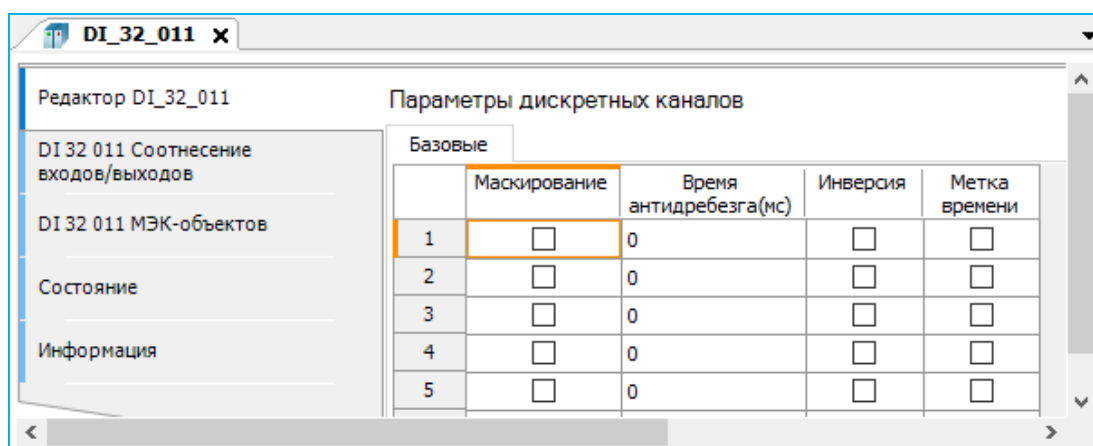 DI_32_011
Редактор DI_32_011
DI 32 011 Соотнесение
входов/выходов
DI 32 011 МЭК-объектов
Состояние
Информация
Параметры дискретных каналов
Базовые
Маскирование Время антидребезга(мс) Инверсия Метка времени
1 0
2 0
3 0
4 0
5 0